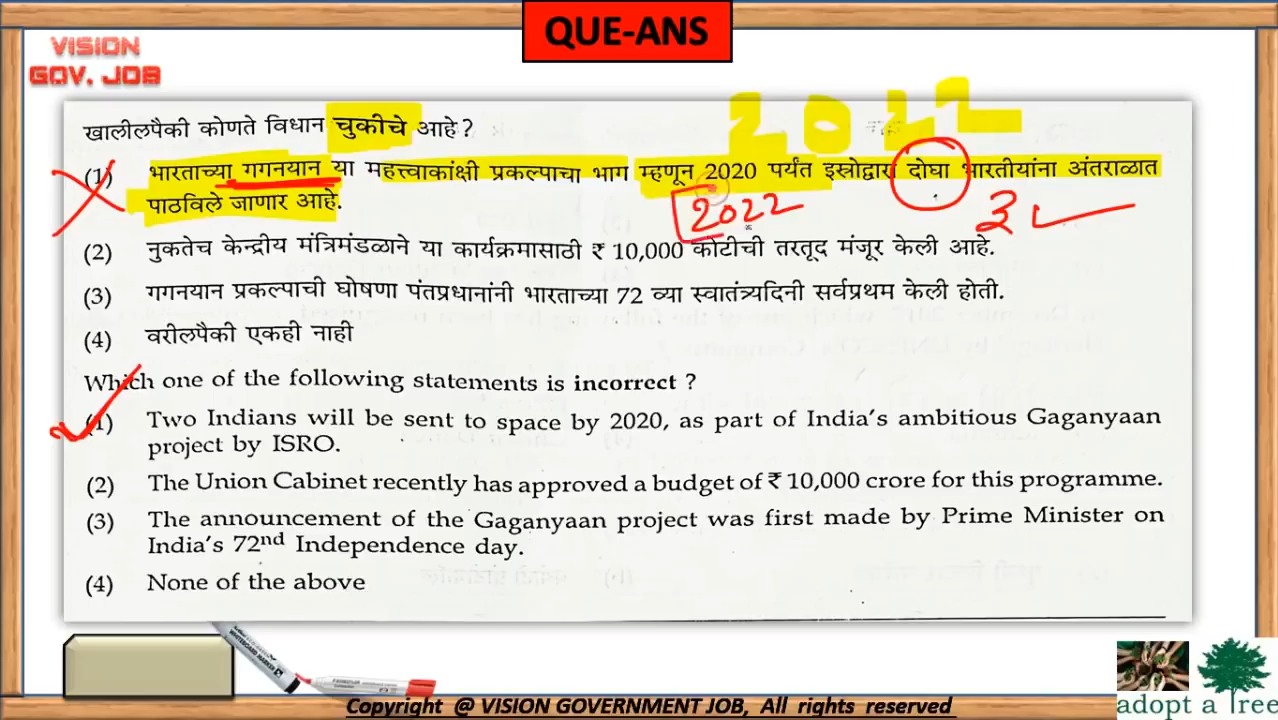 QUE-ANS
VISION
GOV. JOB
2022
खालीलपैकी कोणते विधान चुकीचे आहे ?
(1) भारताच्या गगनयान या महत्त्वाकांक्षी प्रकल्पाचा भाग म्हणून 2020 पर्यंत इस्रोद्वारा दोघा भारतीयांना अंतराळात
पाठविले जाणार आहे.
2022
3
(2) नुकतेच केन्द्रीय मंत्रिमंडळाने या कार्यक्रमासाठी ₹ 10,000 कोटीची तरतूद मंजूर केली आहे.
(3) गगनयान प्रकल्पाची घोषणा पंतप्रधानांनी भारताच्या 72 व्या स्वातंत्र्यदिनी सर्वप्रथम केली होती.
(4) वरीलपैकी एकही नाही
Which one of the following statements is incorrect ?
(1) Two Indians will be sent to space by 2020, as part of India's ambitious Gaganyaan
project by ISRO.
(2) The Union Cabinet recently has approved a budget of ₹ 10,000 crore for this programme.
(3) The announcement of the Gaganyaan project was first made by Prime Minister on
India's 72nd Independence day.
(4) None of the above
Copyright @ VISION GOVERNMENT JOB, All rights reserved
adopt a Tree